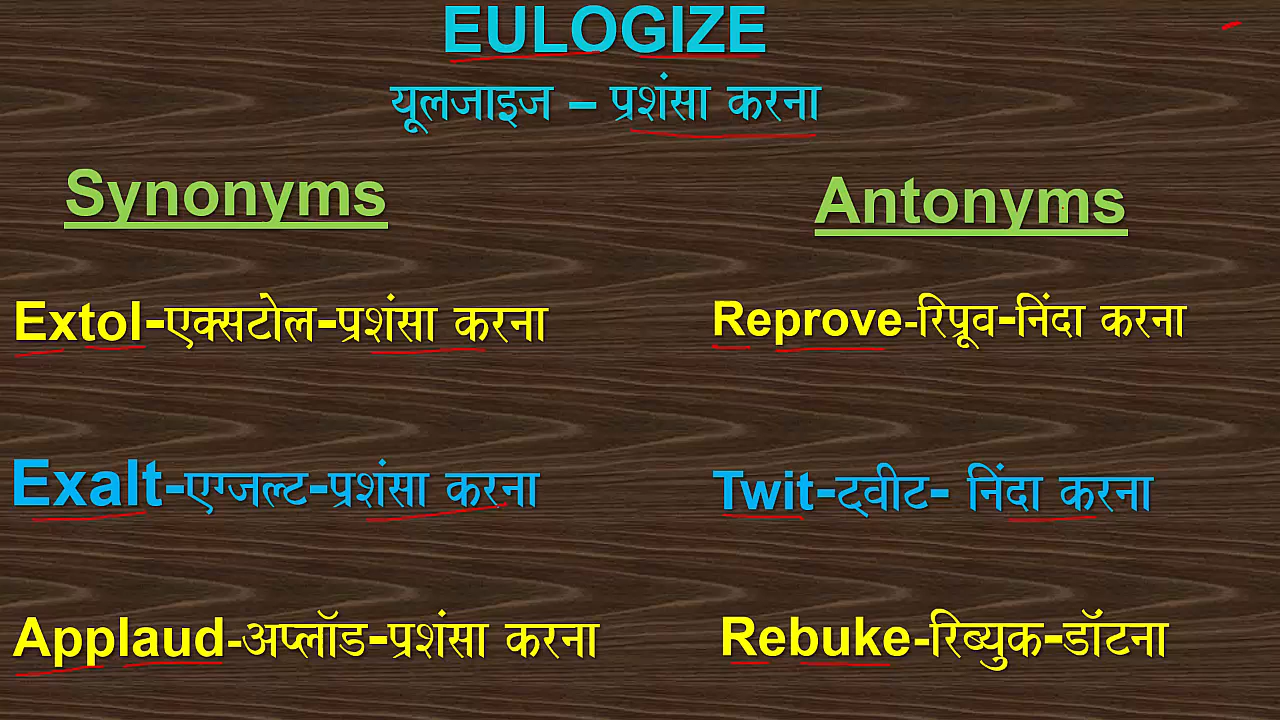 EULOGIZE
यूलजाइज – प्रशंसा करना
Synonyms
Antonyms
Extol-एक्सटोल-प्रशंसा करना
Reprove-रिप्रूव-निंदा करना
Exalt-एग्जल्ट-प्रशंसा करना
Twit-ट्वीट- निंदा करना
Applaud-अप्लॉड-प्रशंसा करना
Rebuke-रिब्युक-डॉंटना